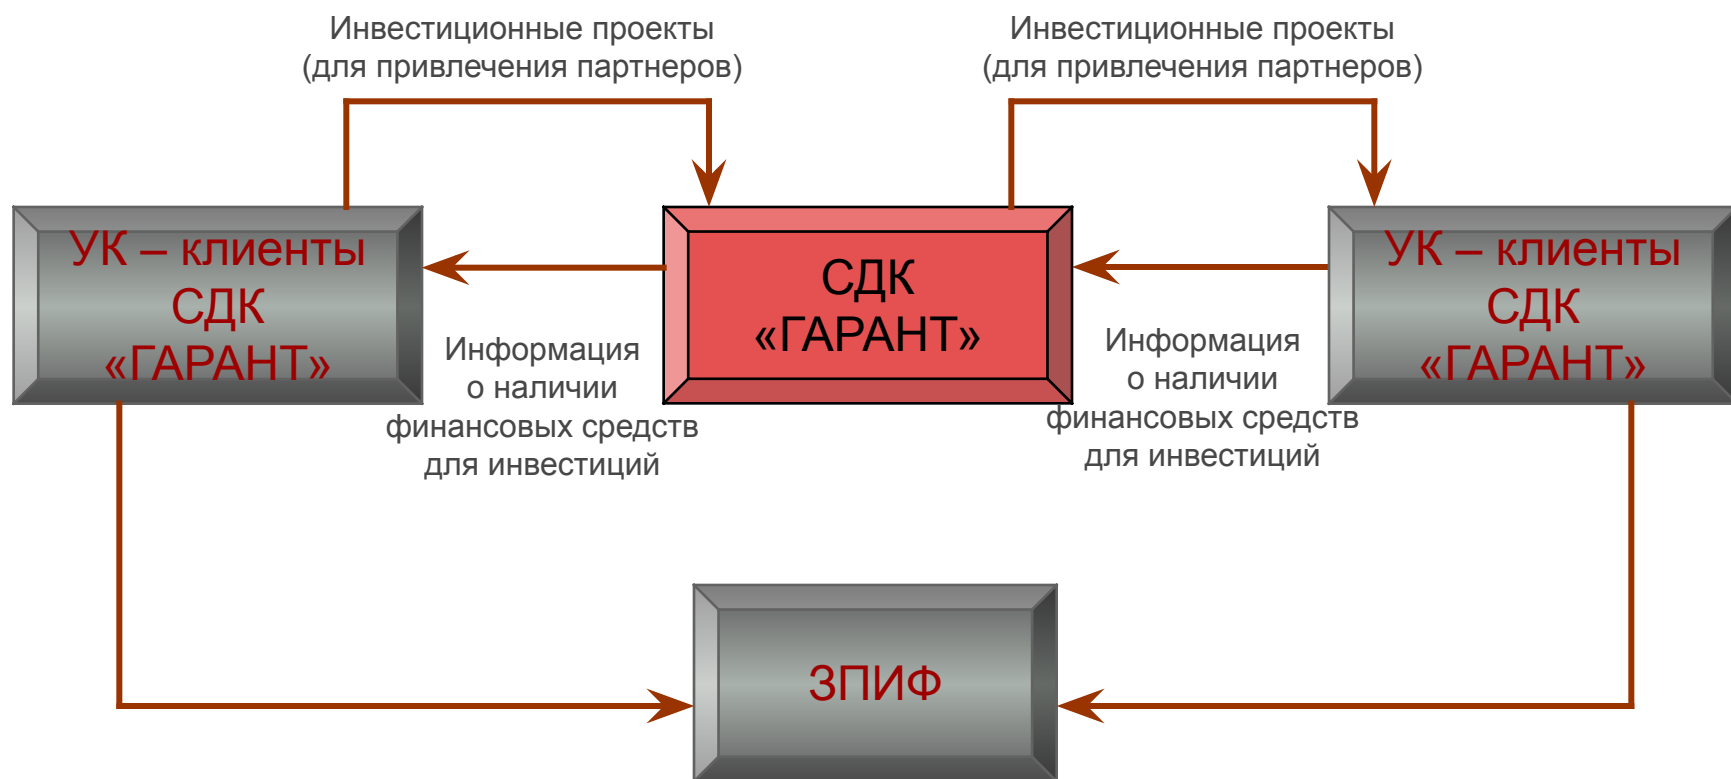 Инвестиционные проекты
(для привлечения партнеров)
Инвестиционные проекты
(для привлечения партнеров)
УК – клиенты
СДК
«ГАРАНТ»
СДК
«ГАРАНТ»
УК – клиенты
СДК
«ГАРАНТ»
Информация
о наличии
финансовых средств
для инвестиций
Информация
о наличии
финансовых средств
для инвестиций
ЗПИФ